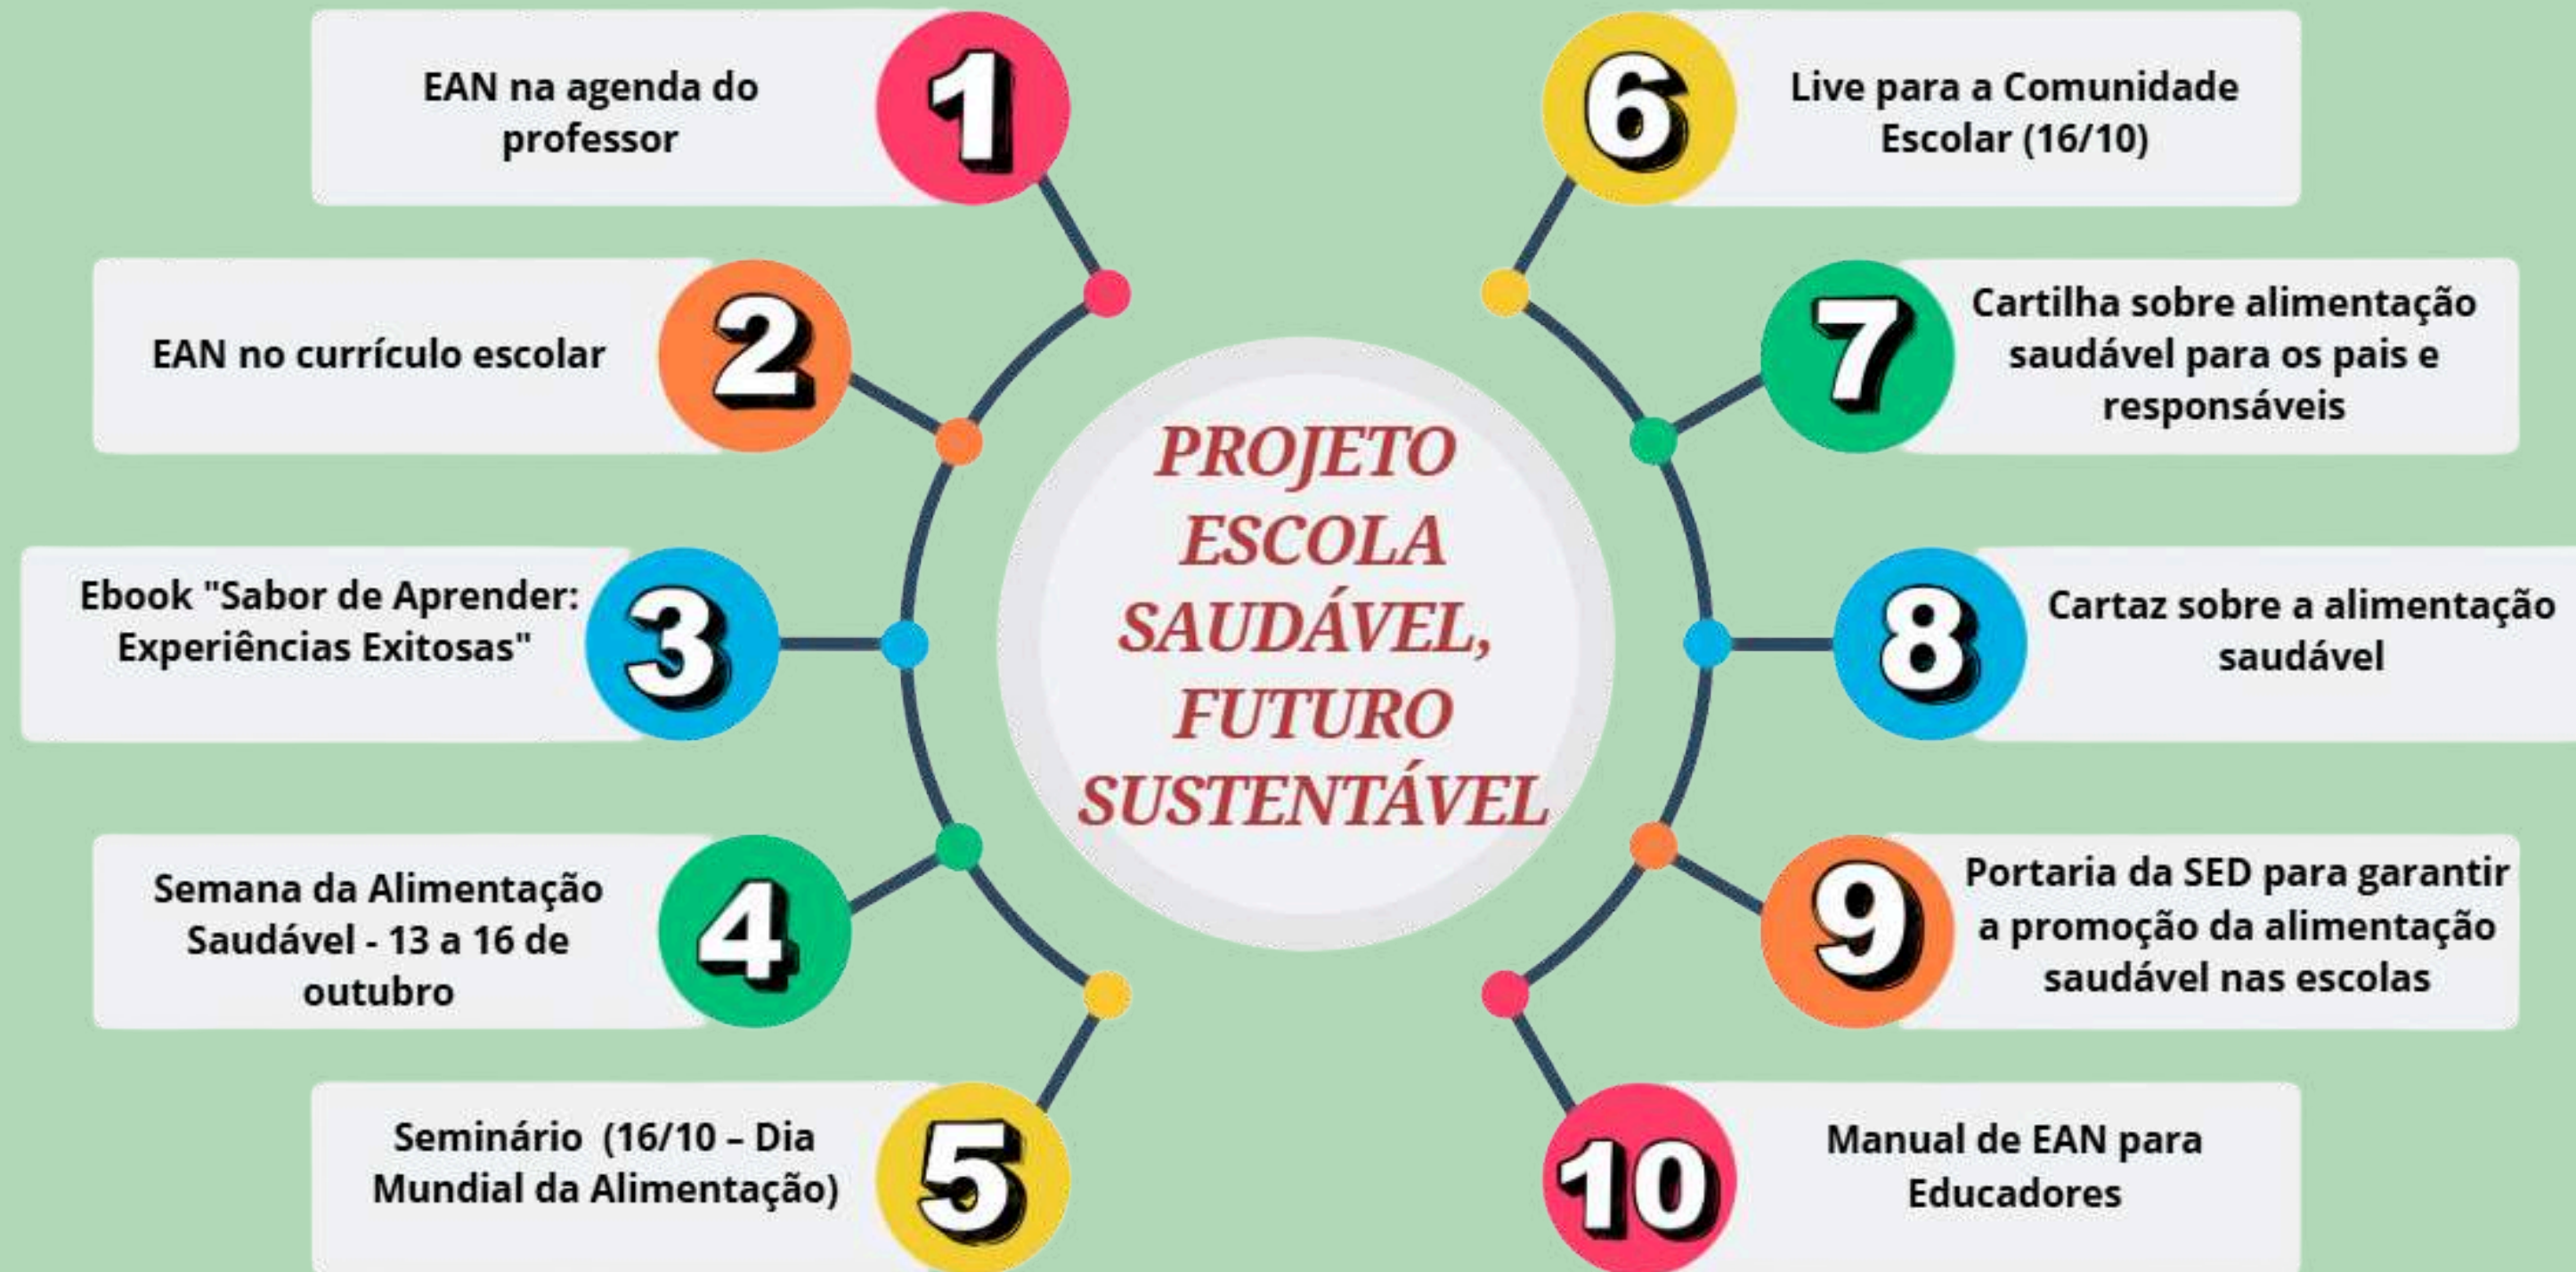 1
EAN na agenda do
professor
2
EAN no currículo escolar
3
Ebook "Sabor de Aprender:
Experiências Exitosas"
4
Semana da Alimentação
Saudável - 13 a 16 de
outubro
5
Seminário  (16/10 – Dia
Mundial da Alimentação)
PROJETO
ESCOLA
SAUDÁVEL,
FUTURO
SUSTENTÁVEL
6
Live para a Comunidade
Escolar (16/10)
7
Cartilha sobre alimentação
saudável para os pais e
responsáveis
8
Cartaz sobre a alimentação
saudável
9
Portaria da SED para garantir
a promoção da alimentação
saudável nas escolas
10
Manual de EAN para
Educadores